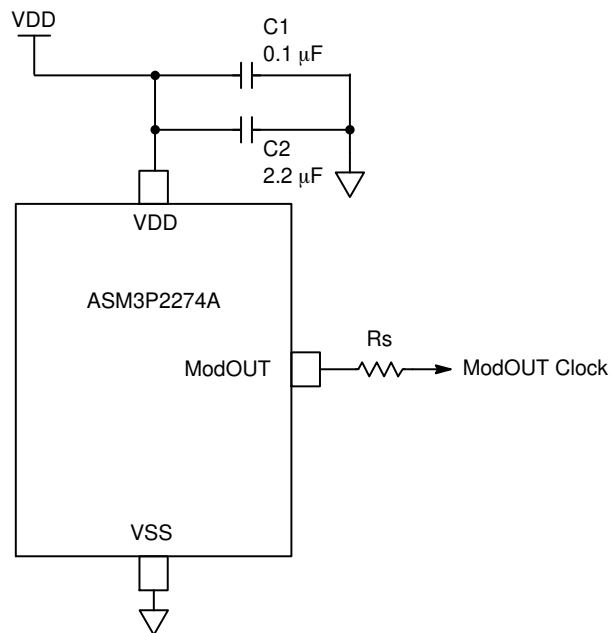 VDD
C1
0.1 μF
C2
2.2 μF
VDD
ASM3P2274A
Rs
ModOUT
ModOUT Clock
VSS